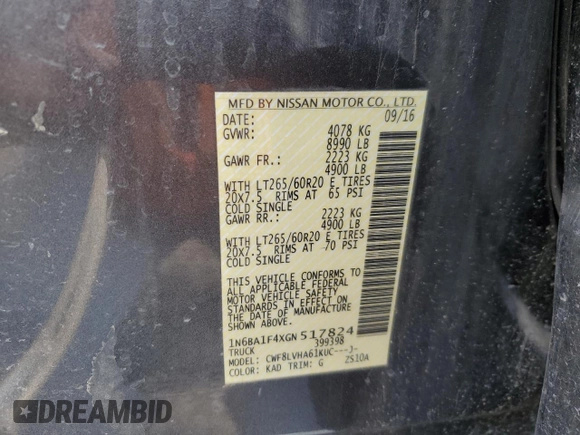 MFD BY NISSAN MOTOR CO., LTD.
DATE: 09/16
GVWR: 4078 KG
8990 LB
GAWR FR.: 2223 KG
4900 LB
WITH LT265/60R20 E TIRES
20X7.5 RIMS AT 65 PSI
COLD SINGLE
GAWR RR.: 2223 KG
4900 LB
WITH LT265/60R20 E TIRES
20X7.5 RIMS AT 70 PSI
COLD SINGLE
THIS VEHICLE CONFORMS TO
ALL APPLICABLE FEDERAL
MOTOR VEHICLE SAFETY
STANDARDS IN EFFECT ON
THE DATE OF MANUFACTURE
SHOWN ABOVE.
1N6BA1F4XGN517824
TRUCK 399398
MODEL: CWF8LVHA61KUC---J-
COLOR: KAD TRIM: G ZS10A
DREAMBID